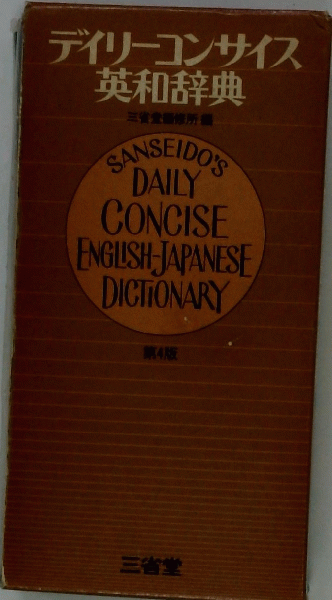 デイリーコンサイス
英和辞典
三省堂編修所 編
SANSEIDO'S
DAILY
CONCISE
ENGLISH-JAPANESE
DICTIONARY
第4版
三省堂